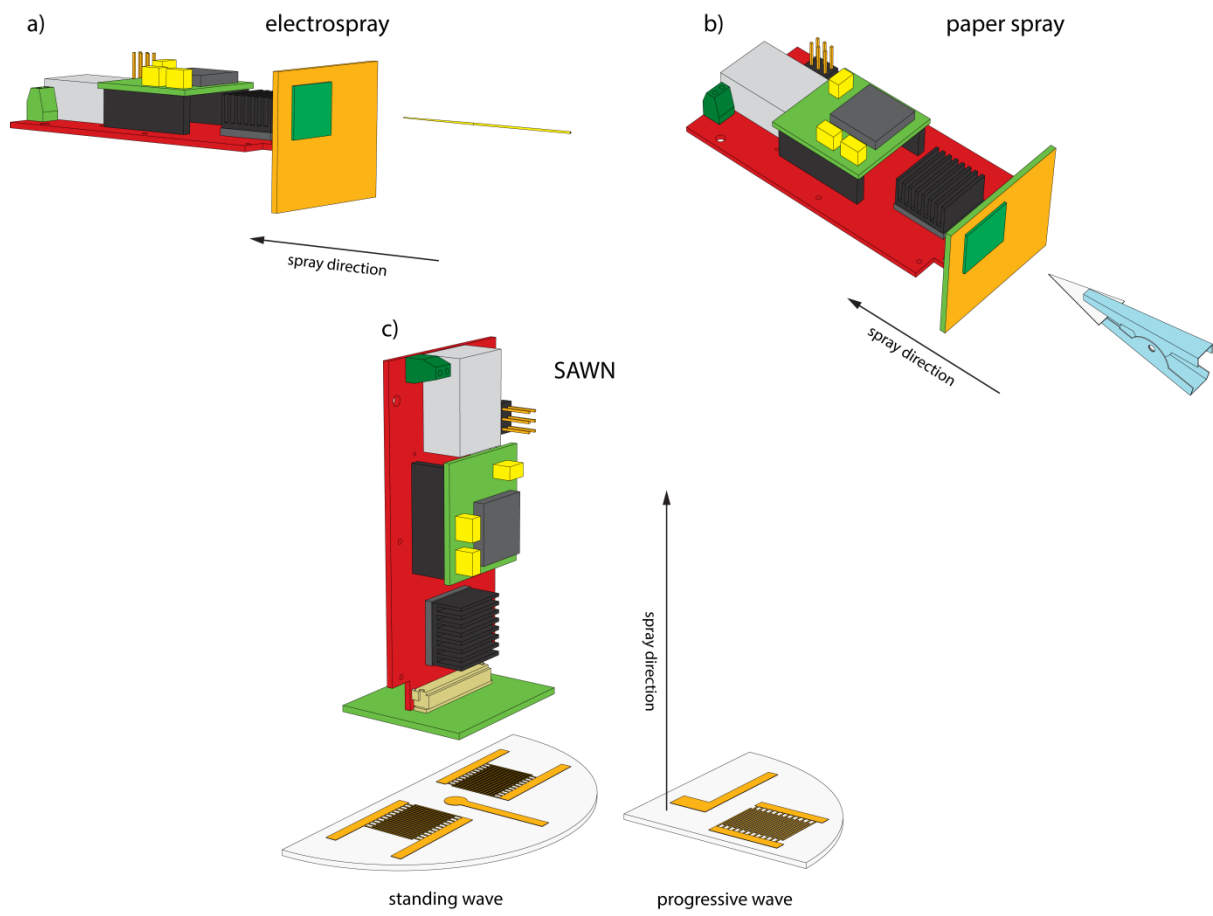 a)
electrospray
b)
paper spray
spray direction
spray direction
c)
SAWN
spray direction
standing wave
progressive wave